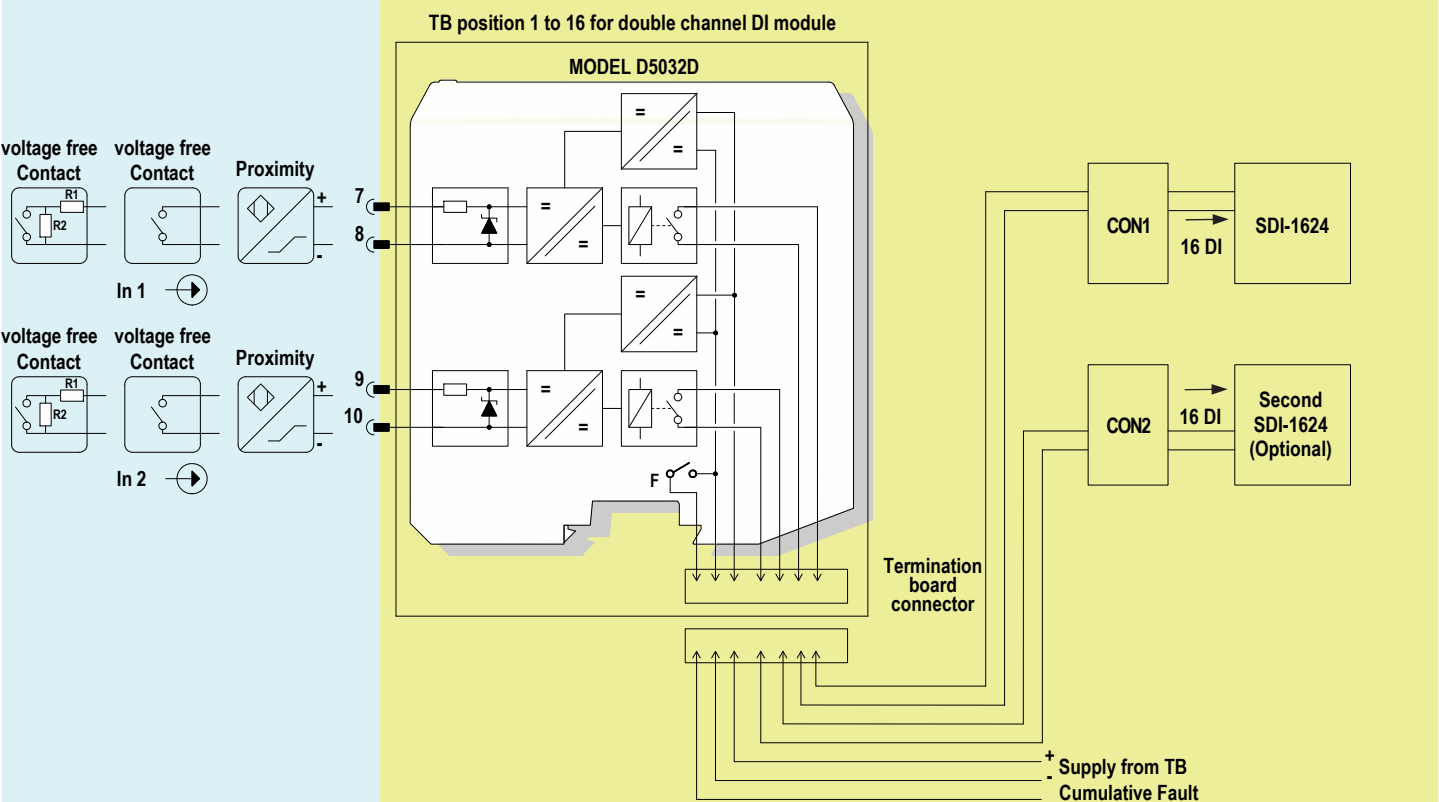 TB position 1 to 16 for double channel DI module
MODEL D5032D
=
=
voltage free
Contact
voltage free
Contact
Proximity
R1
R2
+
-
7
8
=
=
In 1
CON1
16 DI
SDI-1624
=
=
voltage free
Contact
voltage free
Contact
Proximity
R1
R2
+
-
9
10
=
=
In 2
CON2
16 DI
Second
SDI-1624
(Optional)
F
Termination
board
connector
+
- Supply from TB
Cumulative Fault